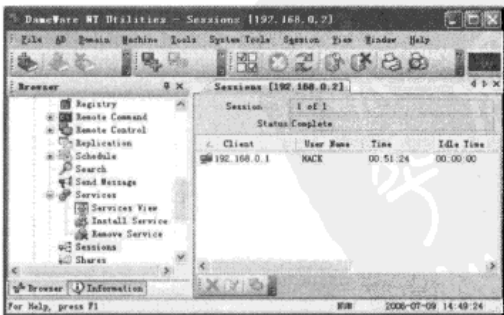 DameWare NT Utilities - Sessions [192.168.0.2]
File AD Domain Machine Tools System Tools Session View Window Help
Browser
Sessions [192.168.0.2]
Registry
Remote Command
Remote Control
Replication
Schedule
Search
Send Message
Services
Services View
Install Service
Remove Service
Sessions
Shares
Session 1 of 1
Status Complete
Client User Name Time Idle Time
192.168.0.1 HACK 00:51:24 00:00:00
Browser Information
For Help, press F1
NUM 2006-07-09 14:49:24